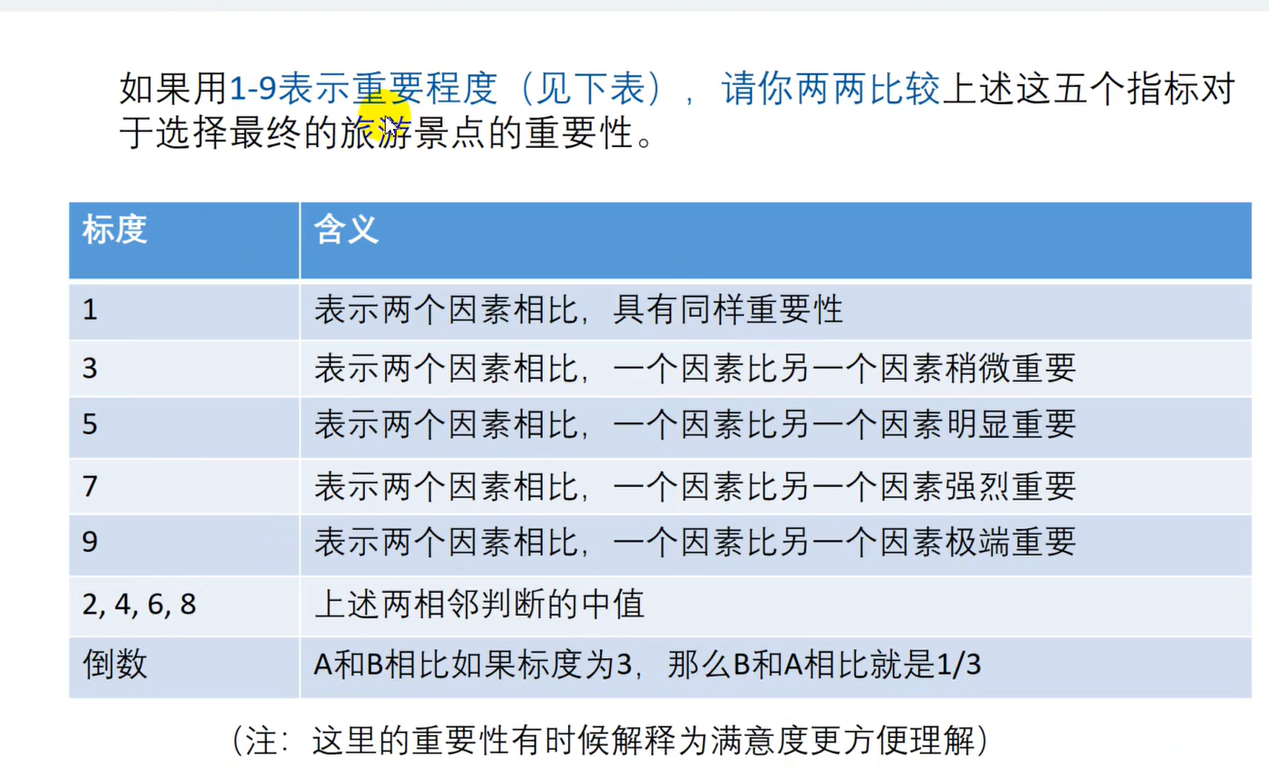 如果用1-9表示重要程度（见下表），请你两两比较上述这五个指标对
于选择最终的旅游景点的重要性。
标度 含义
1 表示两个因素相比，具有同样重要性
3 表示两个因素相比，一个因素比另一个因素稍微重要
5 表示两个因素相比，一个因素比另一个因素明显重要
7 表示两个因素相比，一个因素比另一个因素强烈重要
9 表示两个因素相比，一个因素比另一个因素极端重要
2, 4, 6, 8 上述两相邻判断的中值
倒数 A和B相比如果标度为3，那么B和A相比就是1/3
（注：这里的重要性有时候解释为满意度更方便理解）